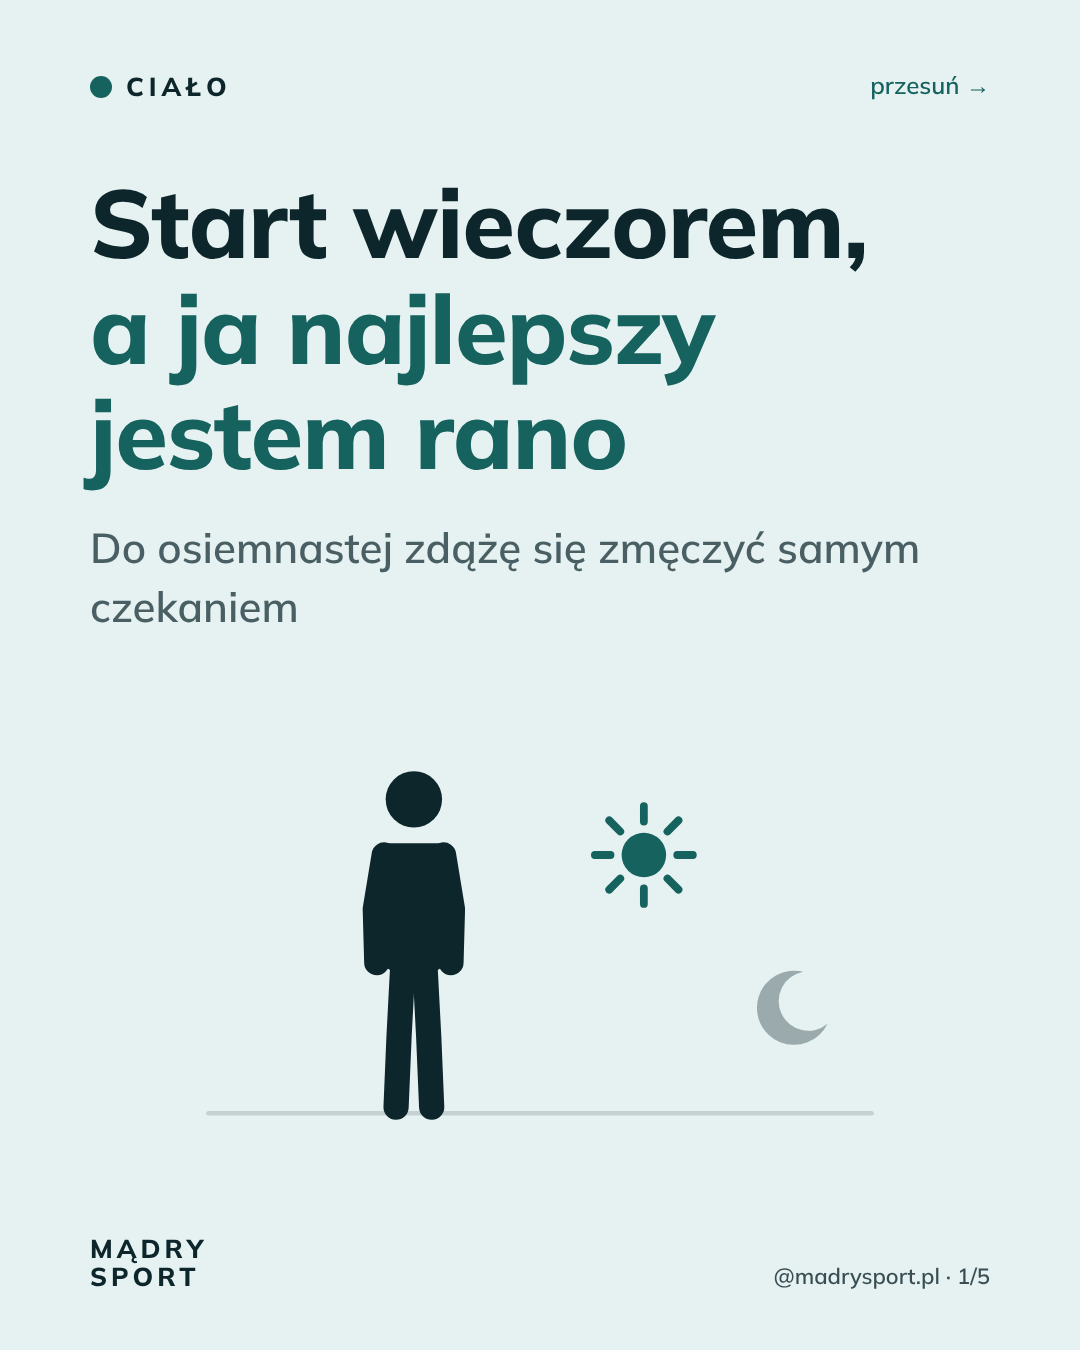 CIAŁO
przesuń →
Start wieczorem,
a ja najlepszy
jestem rano
Do osiemnastej zdążę się zmęczyć samym
czekaniem
MĄDRY
SPORT
@madrysport.pl · 1/5